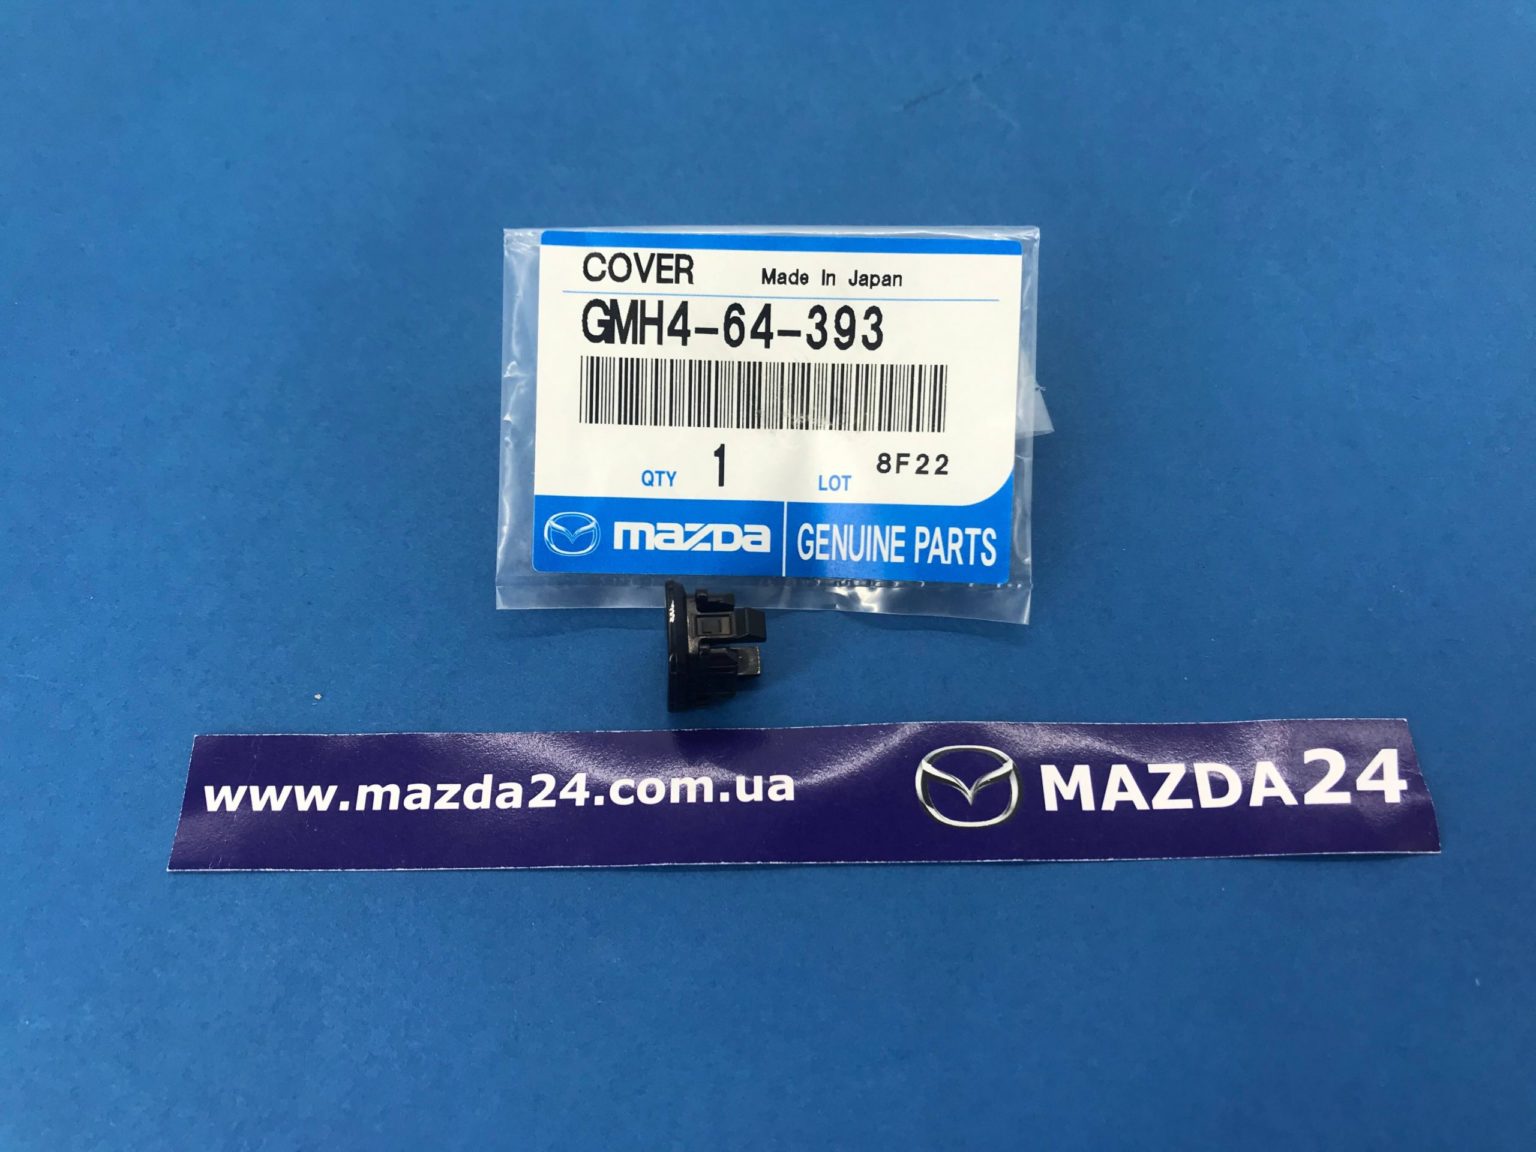 COVER Made In Japan
GMH4-64-393
QTY 1 LOT 8F22
mazda GENUINE PARTS
www.mazda24.com.ua MAZDA24